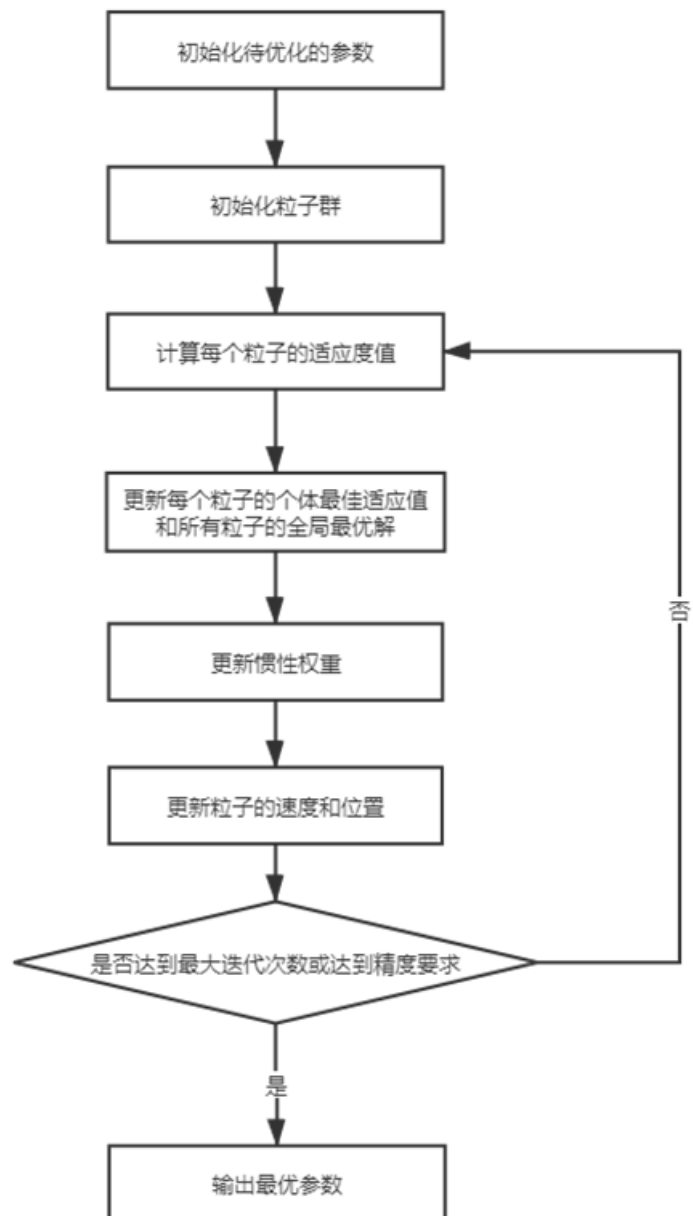 初始化待优化的参数
初始化粒子群
计算每个粒子的适应度值
更新每个粒子的个体最佳适应值
和所有粒子的全局最优解
更新惯性权重
更新粒子的速度和位置
是否达到最大迭代次数或达到精度要求
否
是
输出最优参数